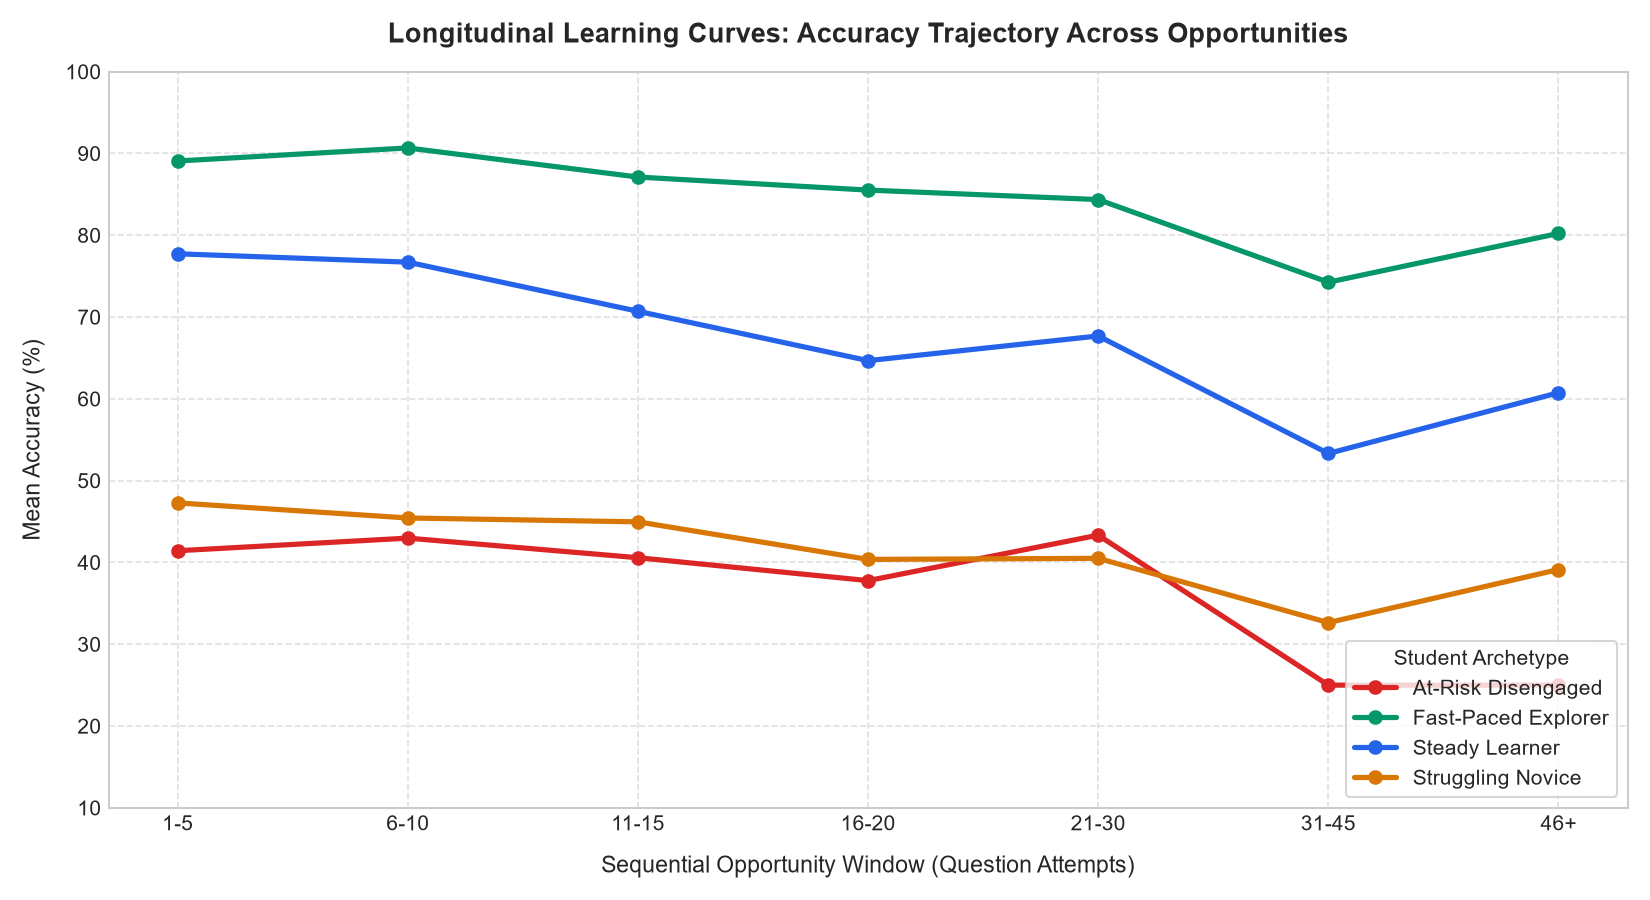 Longitudinal Learning Curves: Accuracy Trajectory Across Opportunities
Mean Accuracy (%)
100
90
80
70
60
50
40
30
20
10
Student Archetype
At-Risk Disengaged
Fast-Paced Explorer
Steady Learner
Struggling Novice
1-5 6-10 11-15 16-20 21-30 31-45 46+
Sequential Opportunity Window (Question Attempts)